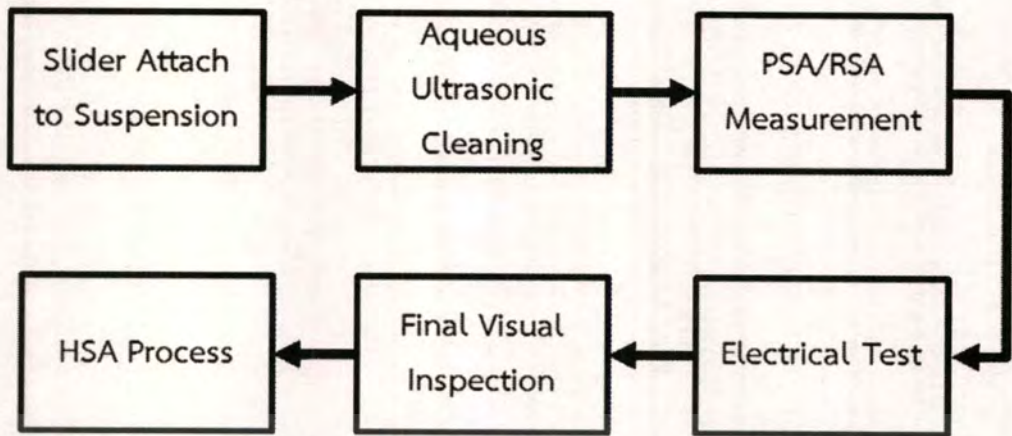 Slider Attach
to Suspension
Aqueous
Ultrasonic
Cleaning
PSA/RSA
Measurement
Electrical Test
Final Visual
Inspection
HSA Process